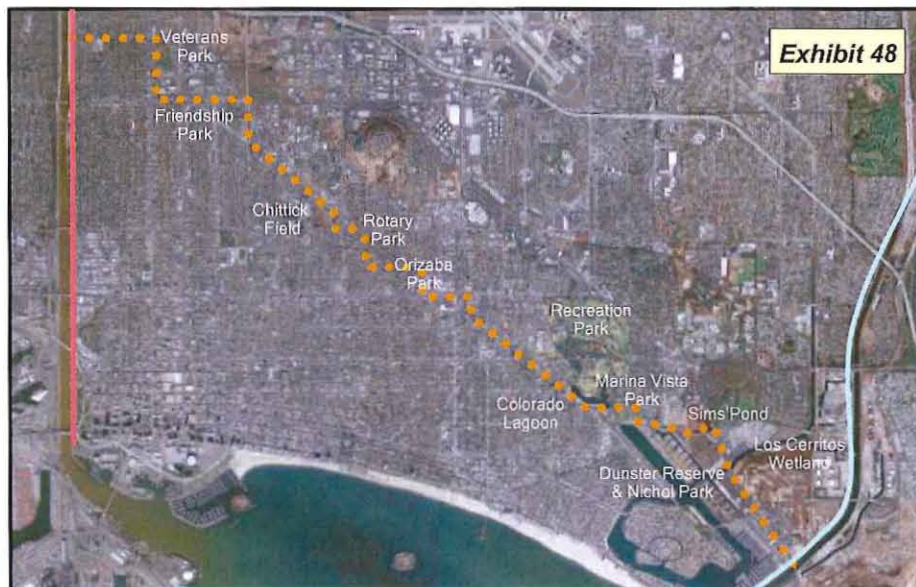 Exhibit 48
Veterans
Park
Friendship
Park
Chittick
Field
Rotary
Park
Orizaba
Park
Recreation
Park
Marina Vista
Park
Colorado
Lagoon
Sims'Pond
Los Cerritos
Wetland
Dunster Reserve
& Nichol Park